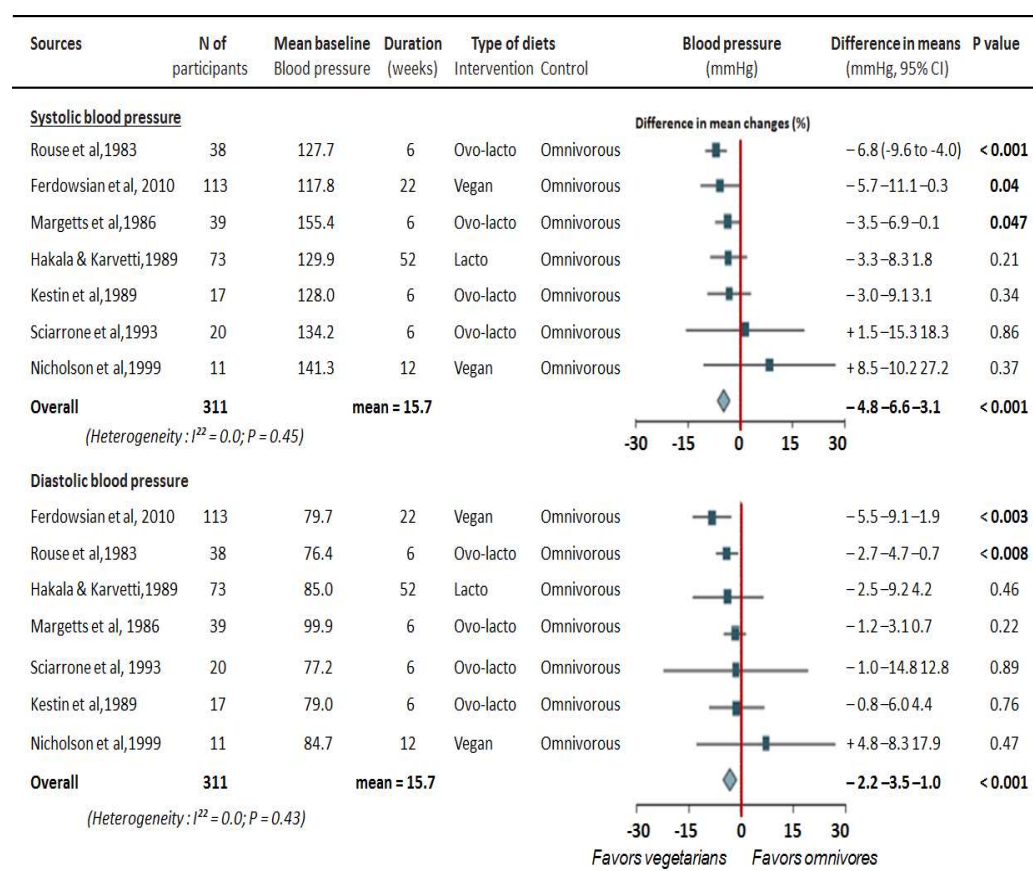 Sources N of Mean baseline Duration Type of diets Blood pressure Difference in means P value
participants Blood pressure (weeks) Intervention Control (mmHg) (mmHg, 95% CI)
Systolic blood pressure
Difference in mean changes (%)
Rouse et al,1983 38 127.7 6 Ovo-lacto Omnivorous −6.8 (-9.6 to -4.0) < 0.001
Ferdowsian et al, 2010 113 117.8 22 Vegan Omnivorous −5.7 −11.1 −0.3 0.04
Margetts et al,1986 39 155.4 6 Ovo-lacto Omnivorous −3.5 −6.9 −0.1 0.047
Hakala & Karvetti,1989 73 129.9 52 Lacto Omnivorous −3.3 −8.3 1.8 0.21
Kestin et al,1989 17 128.0 6 Ovo-lacto Omnivorous −3.0 −9.1 3.1 0.34
Sciarrone et al,1993 20 134.2 6 Ovo-lacto Omnivorous +1.5 −15.3 18.3 0.86
Nicholson et al,1999 11 141.3 12 Vegan Omnivorous +8.5 −10.2 27.2 0.37
Overall 311 mean = 15.7 −4.8 −6.6 −3.1 < 0.001
(Heterogeneity : I²² = 0.0; P = 0.45)
-30 -15 0 15 30
Diastolic blood pressure
Ferdowsian et al, 2010 113 79.7 22 Vegan Omnivorous −5.5 −9.1 −1.9 < 0.003
Rouse et al,1983 38 76.4 6 Ovo-lacto Omnivorous −2.7 −4.7 −0.7 < 0.008
Hakala & Karvetti,1989 73 85.0 52 Lacto Omnivorous −2.5 −9.2 4.2 0.46
Margetts et al, 1986 39 99.9 6 Ovo-lacto Omnivorous −1.2 −3.1 0.7 0.22
Sciarrone et al, 1993 20 77.2 6 Ovo-lacto Omnivorous −1.0 −14.8 12.8 0.89
Kestin et al,1989 17 79.0 6 Ovo-lacto Omnivorous −0.8 −6.0 4.4 0.76
Nicholson et al,1999 11 84.7 12 Vegan Omnivorous +4.8 −8.3 17.9 0.47
Overall 311 mean = 15.7 −2.2 −3.5 −1.0 < 0.001
(Heterogeneity : I²² = 0.0; P = 0.43)
-30 -15 0 15 30
Favors vegetarians Favors omnivores